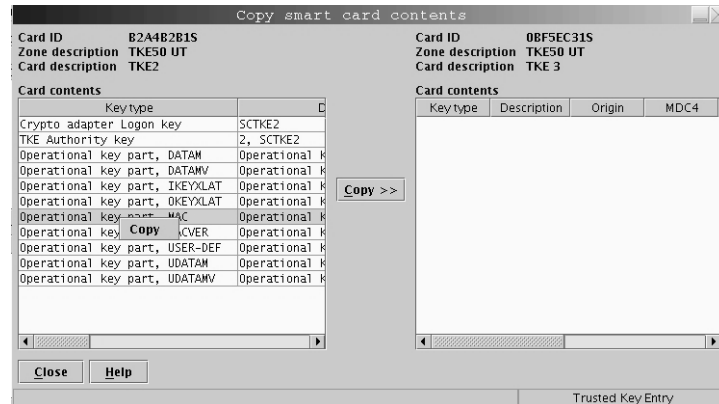 Copy smart card contents
Card ID B2A4B2B1S
Zone description TKE50 UT
Card description TKE2
Card ID 0BF5EC31S
Zone description TKE50 UT
Card description TKE 3
Card contents
Key type D
Crypto adapter Logon key SCTKE2
TKE Authority key 2, SCTKE2
Operational key part, DATAM Operational K
Operational key part, DATAMV Operational K
Operational key part, IKEYXLAT Operational K
Operational key part, OKEYXLAT Operational K
Operational key part, MAC Operational K
Operational key ACVER Operational K
Operational key part, USER-DEF Operational K
Operational key part, UDATAM Operational K
Operational key part, UDATAMV Operational K
Copy
Copy >>
Card contents
Key type Description Origin MDC4
Close Help
Trusted Key Entry